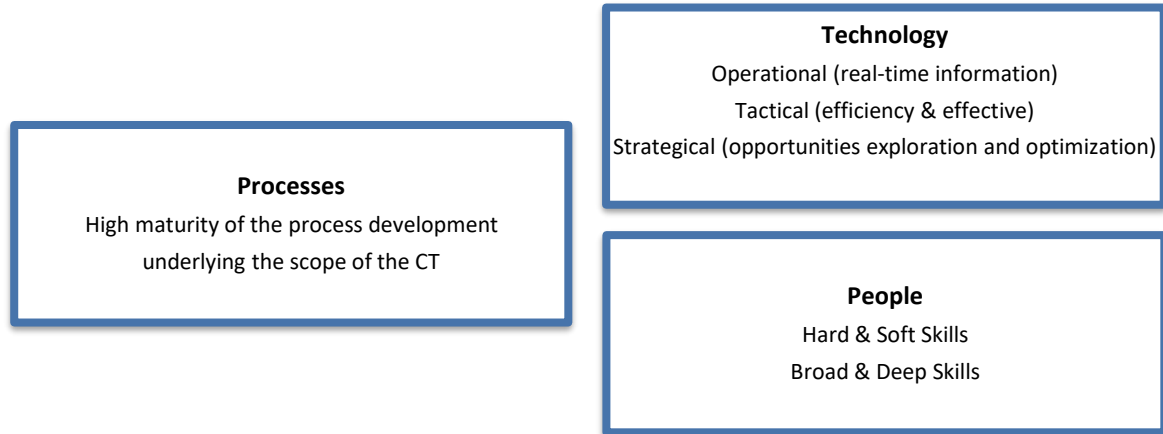 Technology
Operational (real-time information)
Tactical (efficiency & effective)
Strategical (opportunities exploration and optimization)
Processes
High maturity of the process development
underlying the scope of the CT
People
Hard & Soft Skills
Broad & Deep Skills